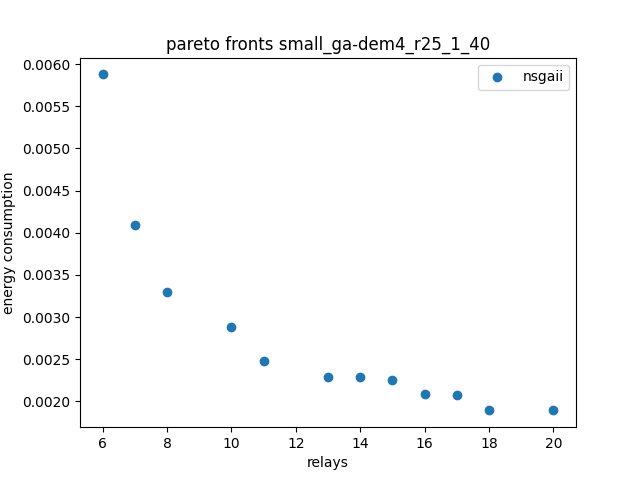 pareto fronts small_ga-dem4_r25_1_40
nsgaii
0.0060
0.0055
0.0050
0.0045
0.0040
0.0035
0.0030
0.0025
0.0020
energy consumption
6 8 10 12 14 16 18 20
relays